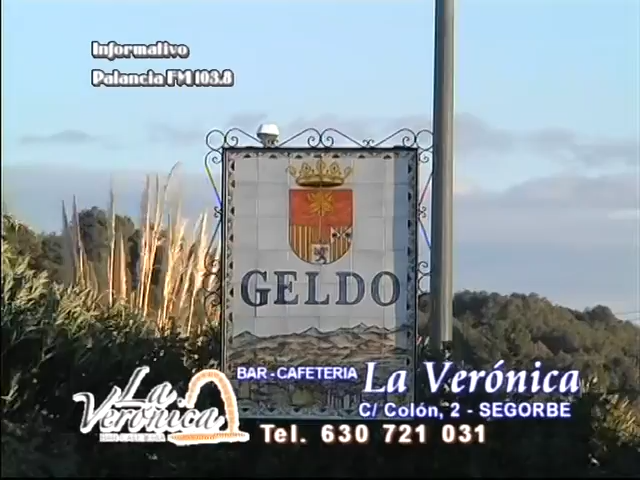 Informativo
Palancia FM 103.8
GELDO
BAR - CAFETERIA La Verónica
C/ Colón, 2 - SEGORBE
Tel. 630 721 031
La
Verónica